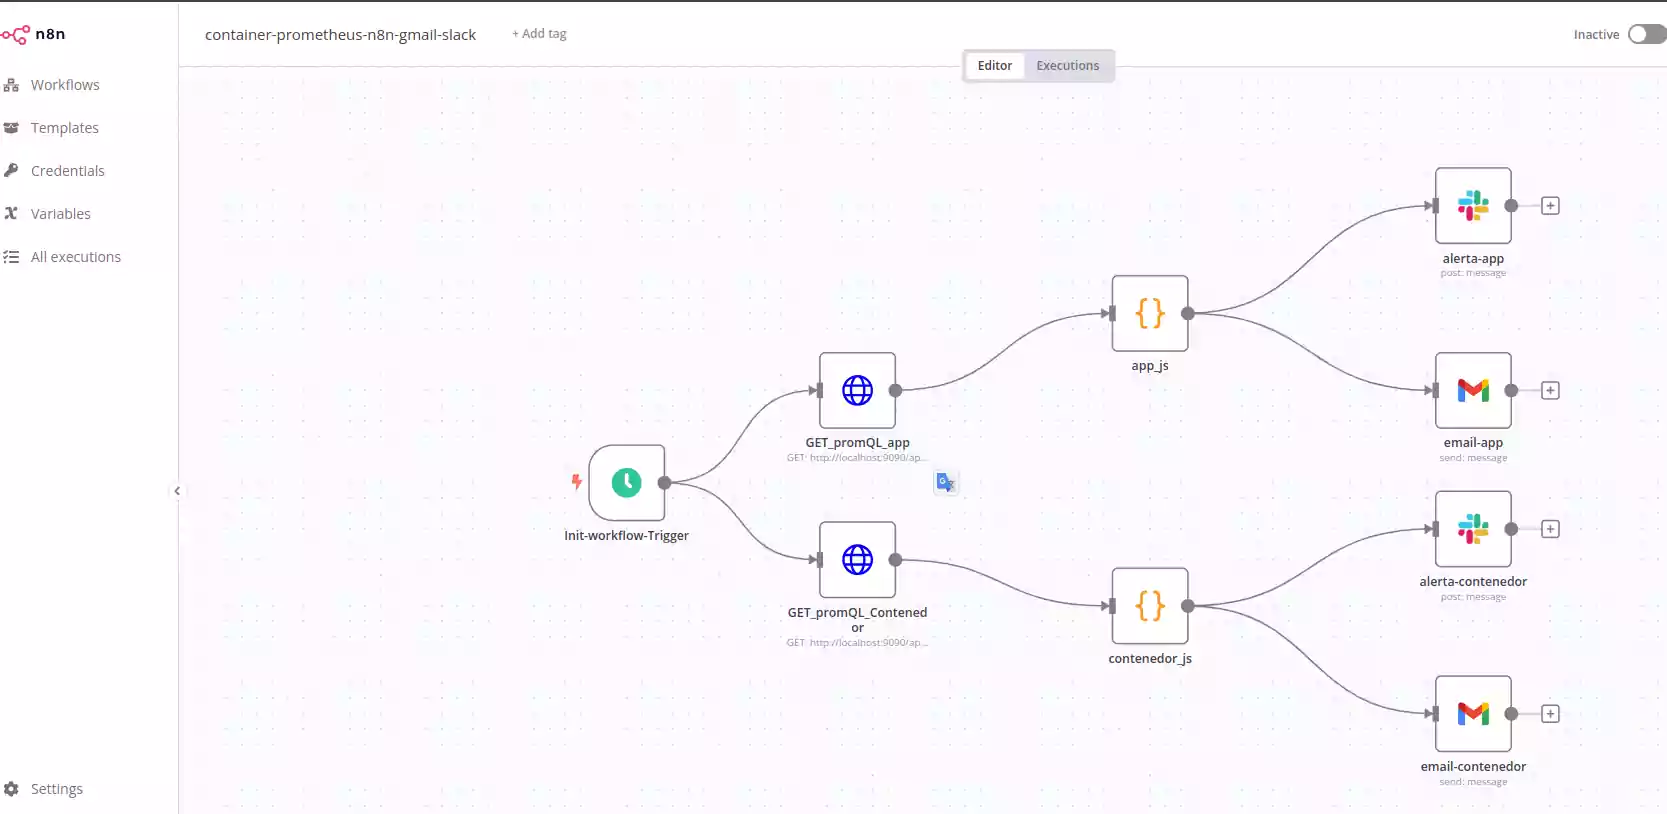 n8n
container-prometheus-n8n-gmail-slack
+ Add tag
Inactive
Editor
Executions
Workflows
Templates
Credentials
Variables
All executions
Settings
alerta-app
post: message
app_js
GET_promQL_app
GET: http://localhost:9090/ap...
email-app
send: message
Init-workflow-Trigger
GET_promQL_Contened
or
GET: http://localhost:9090/ap...
alerta-contenedor
post: message
contenedor_js
email-contenedor
send: message